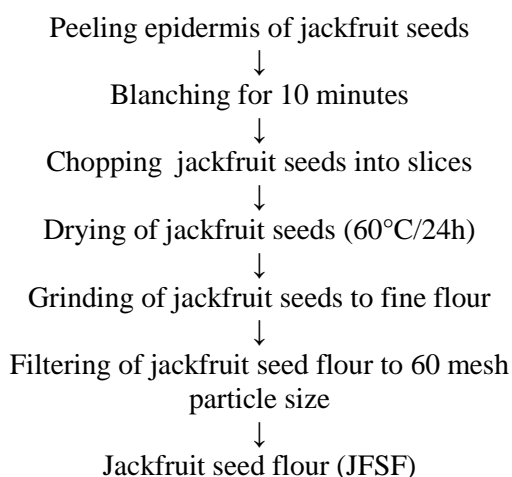 Peeling epidermis of jackfruit seeds
↓
Blanching for 10 minutes
↓
Chopping jackfruit seeds into slices
↓
Drying of jackfruit seeds (60°C/24h)
↓
Grinding of jackfruit seeds to fine flour
↓
Filtering of jackfruit seed flour to 60 mesh
particle size
↓
Jackfruit seed flour (JFSF)